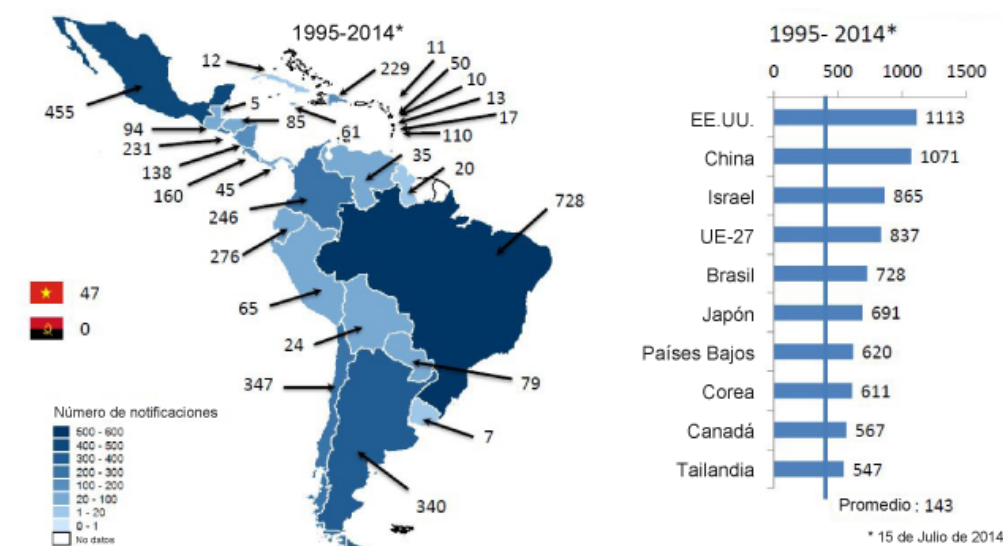 1995-2014*
12
229
11
50
10
13
17
110
455
5
85
61
94
231
138
160
45
35
20
246
728
276
47
0
65
24
79
347
7
340
Número de notificaciones
500 - 600
400 - 500
300 - 400
200 - 300
100 - 200
20 - 100
1 - 20
0 - 1
No datos
1995- 2014*
0 500 1000 1500
EE.UU. 1113
China 1071
Israel 865
UE-27 837
Brasil 728
Japón 691
Países Bajos 620
Corea 611
Canadá 567
Tailandia 547
Promedio : 143
* 15 de Julio de 2014